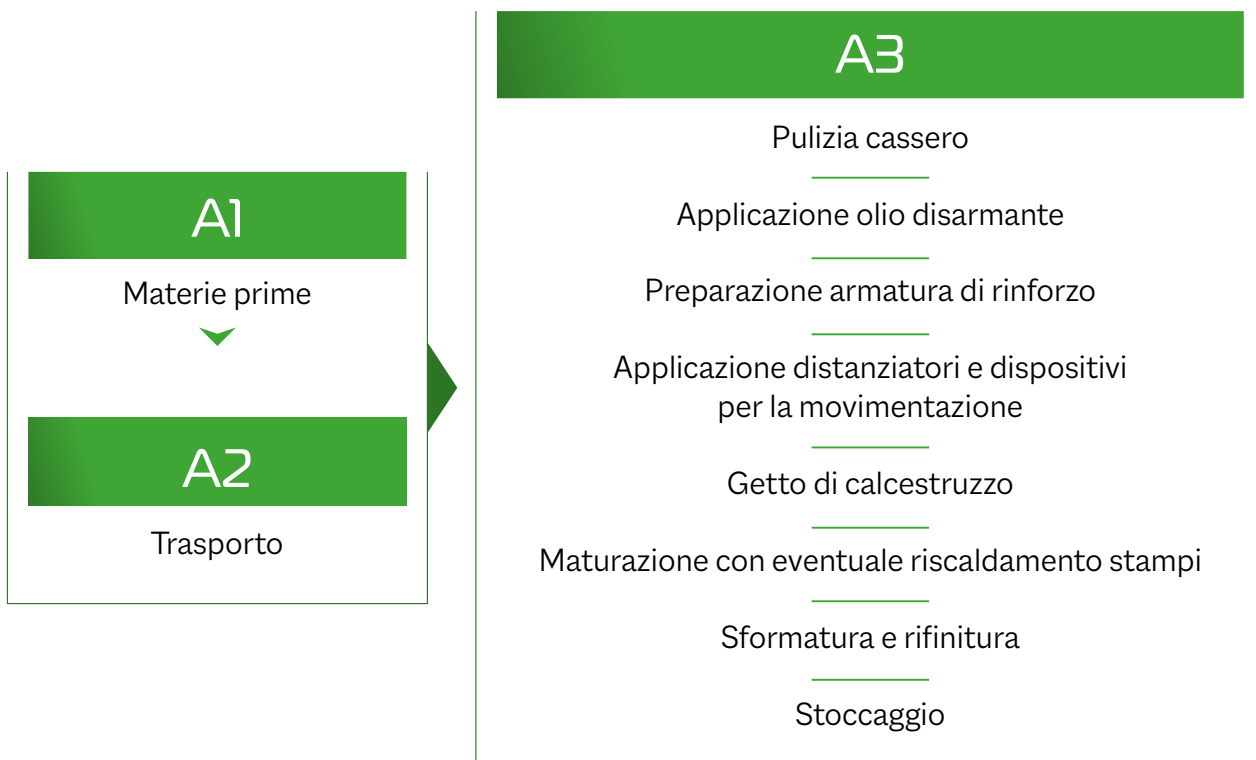 A1
Materie prime
A2
Trasporto
A3
Pulizia cassero
Applicazione olio disarmante
Preparazione armatura di rinforzo
Applicazione distanziatori e dispositivi
per la movimentazione
Getto di calcestruzzo
Maturazione con eventuale riscaldamento stampi
Sformatura e rifinitura
Stoccaggio